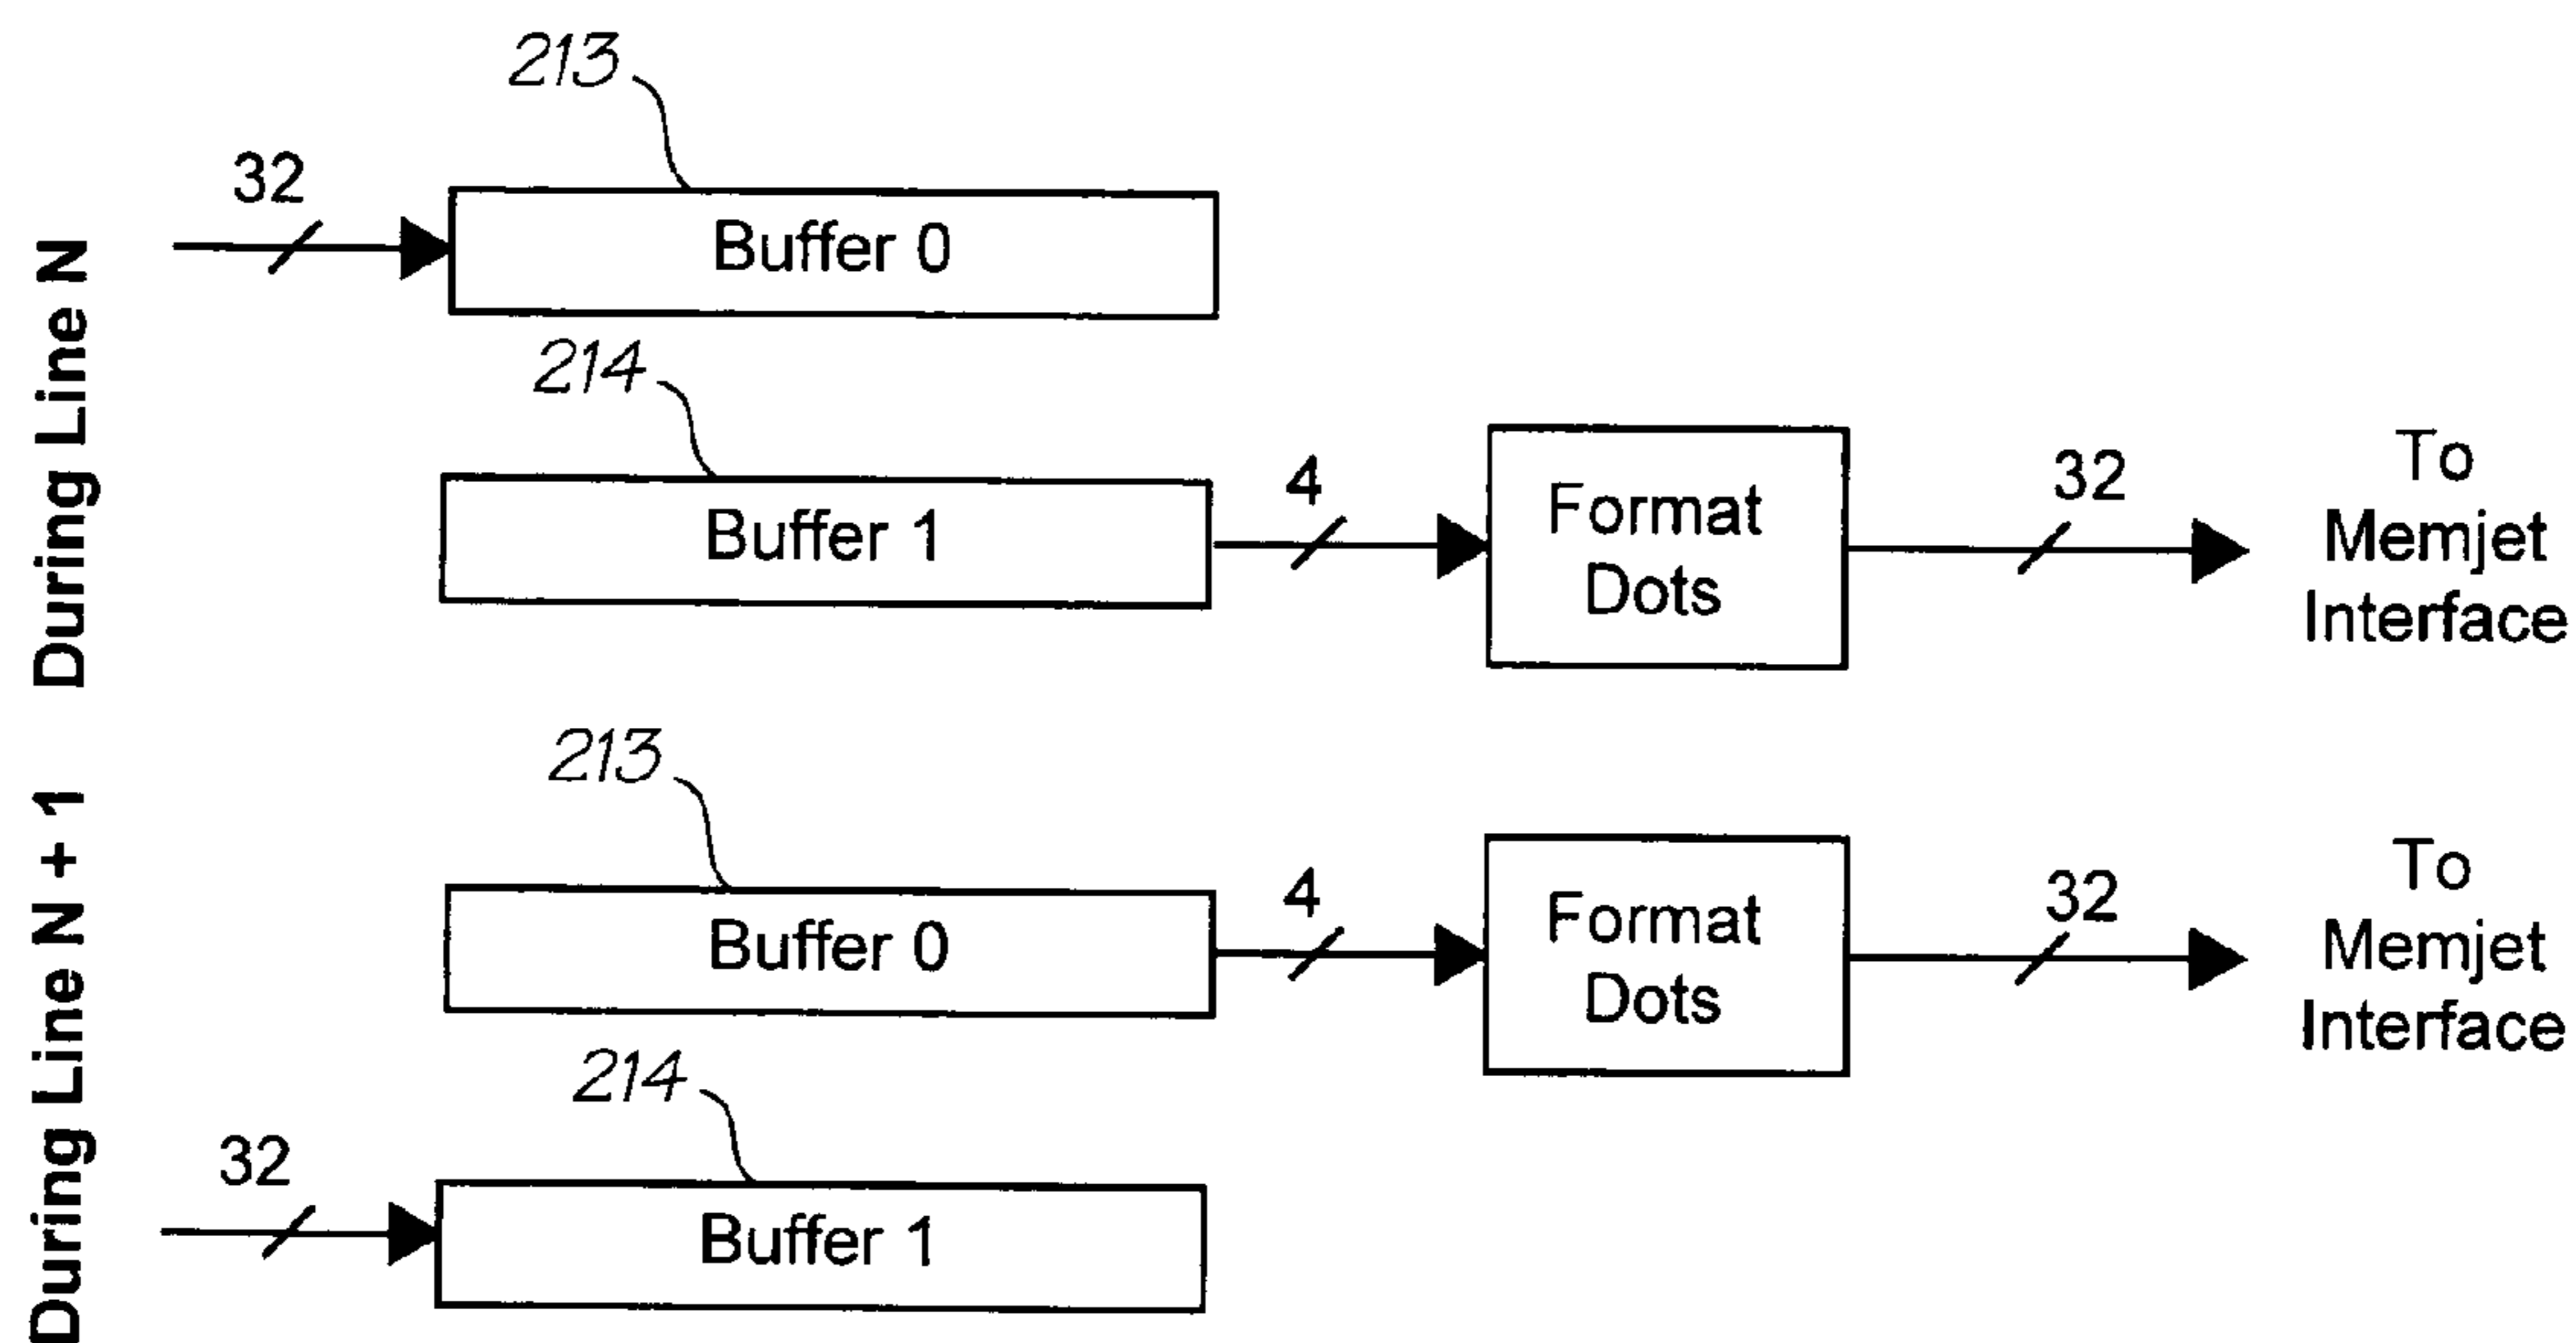 During Line N
213
32
Buffer 0
214
Buffer 1
4
Format
Dots
32
To
Memjet
Interface
During Line N + 1
213
Buffer 0
4
Format
Dots
32
To
Memjet
Interface
214
32
Buffer 1